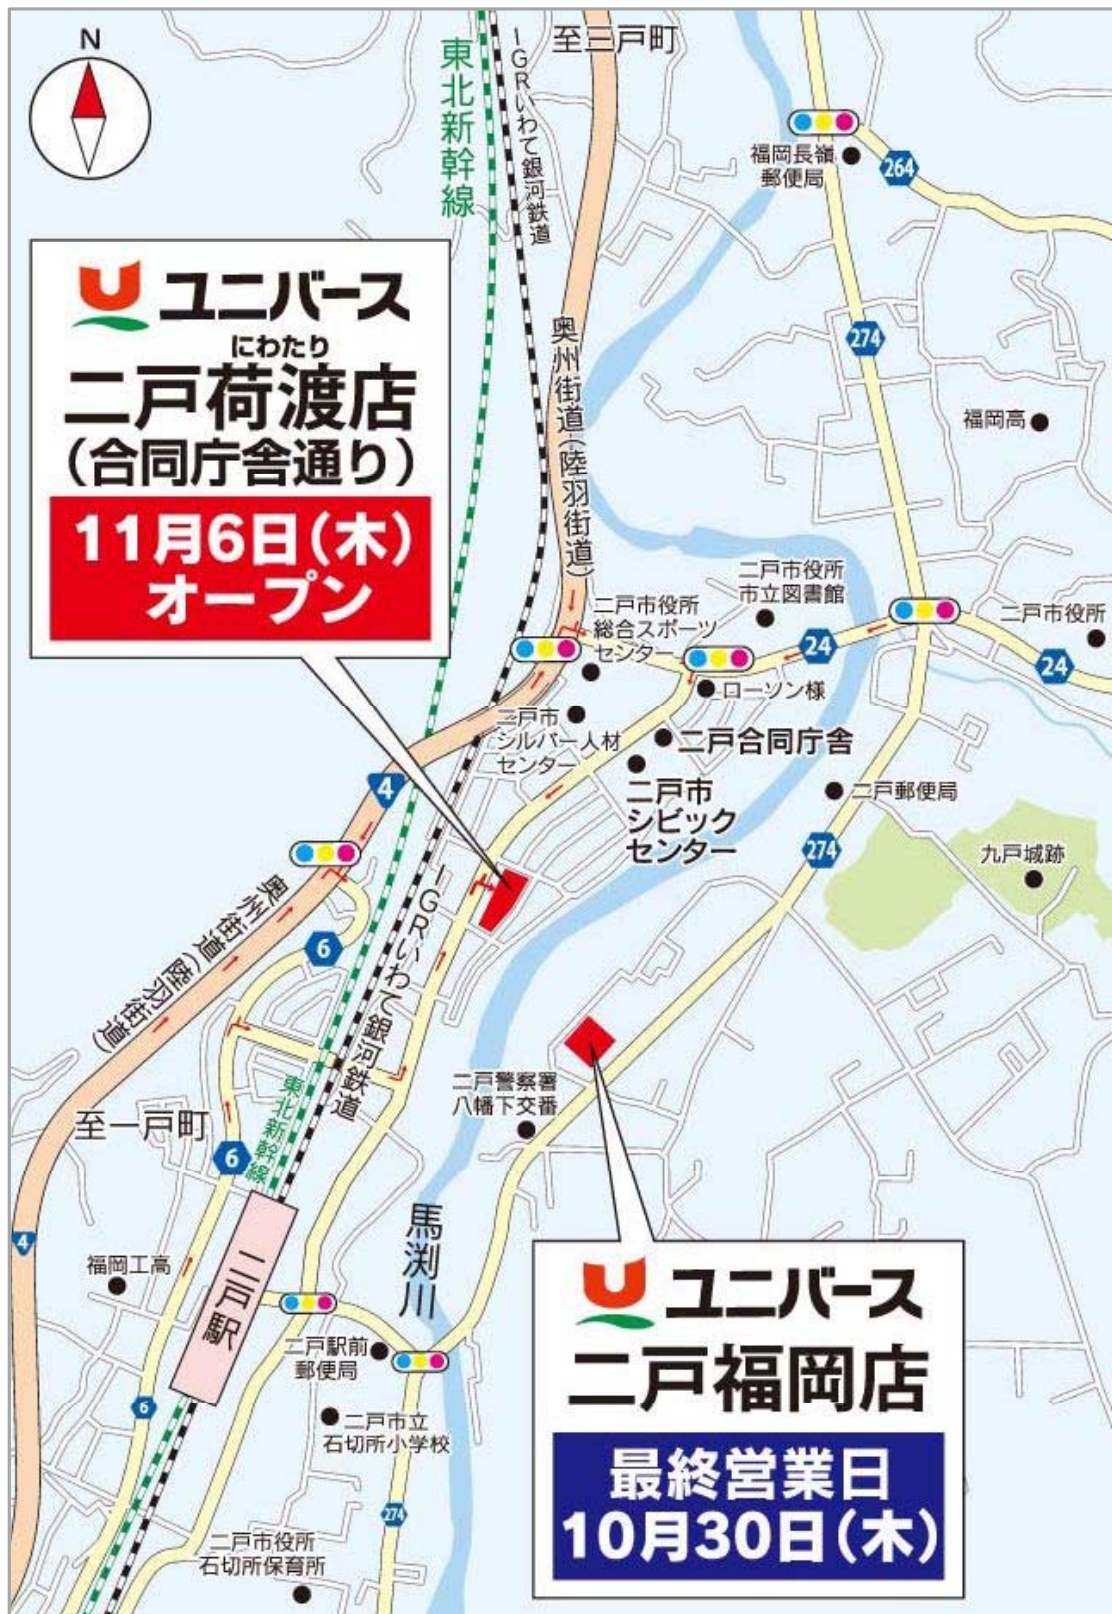 N
至三戸町
東北新幹線
IGRいわて銀河鉄道
福岡長嶺
郵便局
264
ユニバース
にわたり
二戸荷渡店
(合同庁舎通り)
11月6日(木)
オープン
奥州街道(陸羽街道)
274
福岡高
二戸市役所
市立図書館
二戸市役所
総合スポーツ
センター
24
二戸市役所
24
ローソン様
二戸市
シルバー人材
センター
二戸合同庁舎
4
二戸市
シビック
センター
二戸郵便局
274
九戸城跡
IGRいわて銀河鉄道
奥州街道(陸羽街道)
6
二戸警察署
八幡下交番
東北新幹線
至一戸町
6
馬渕川
4
福岡工高
二戸駅
二戸駅前
郵便局
6
二戸市立
石切所小学校
274
二戸市役所
石切所保育所
ユニバース
二戸福岡店
最終営業日
10月30日(木)